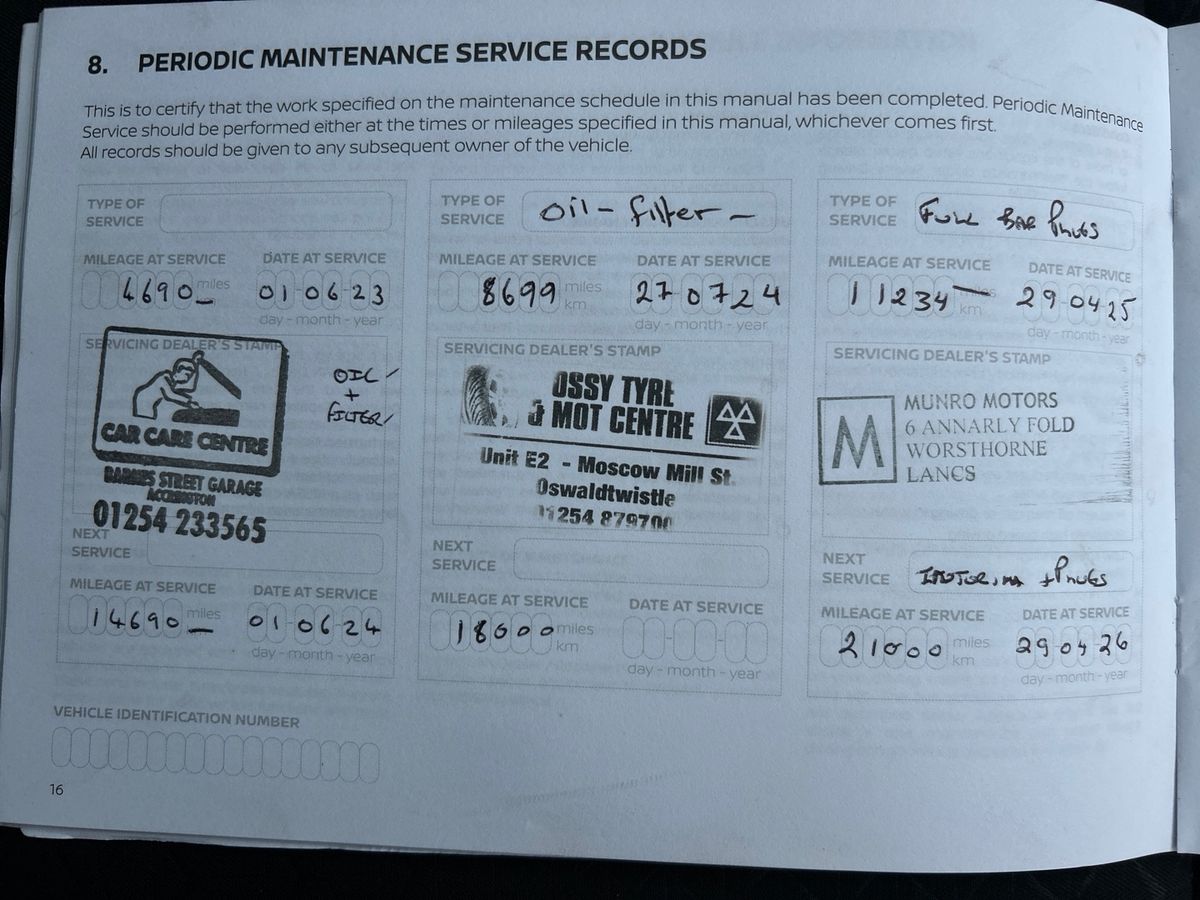 8. PERIODIC MAINTENANCE SERVICE RECORDS
This is to certify that the work specified on the maintenance schedule in this manual has been completed. Periodic Maintenance
Service should be performed either at the times or mileages specified in this manual, whichever comes first.
All records should be given to any subsequent owner of the vehicle.
TYPE OF
SERVICE
MILEAGE AT SERVICE DATE AT SERVICE
4690 miles 01-06-23
day - month - year
SERVICING DEALER'S STAMP
CAR CARE CENTRE
BARNES STREET GARAGE
ACCRINGTON
01254 233565
OIL
+
FILTER
NEXT
SERVICE
MILEAGE AT SERVICE DATE AT SERVICE
14690 miles 01-06-24
day - month - year
TYPE OF
SERVICE Oil - filter -
MILEAGE AT SERVICE DATE AT SERVICE
8699 miles 27-07-24
km
day - month - year
SERVICING DEALER'S STAMP
OSSY TYRE
& MOT CENTRE
Unit E2 - Moscow Mill St.
Oswaldtwistle
01254 879700
NEXT
SERVICE
MILEAGE AT SERVICE DATE AT SERVICE
18000 miles
km
day - month - year
TYPE OF
SERVICE FULL BAR PLUGS
MILEAGE AT SERVICE DATE AT SERVICE
11234 miles 29 04 25
km
day - month - year
SERVICING DEALER'S STAMP
M
MUNRO MOTORS
6 ANNARLY FOLD
WORSTHORNE
LANCS
NEXT
SERVICE + PLUGS
MILEAGE AT SERVICE DATE AT SERVICE
21000 miles 29 04 26
km
day - month - year
VEHICLE IDENTIFICATION NUMBER
16